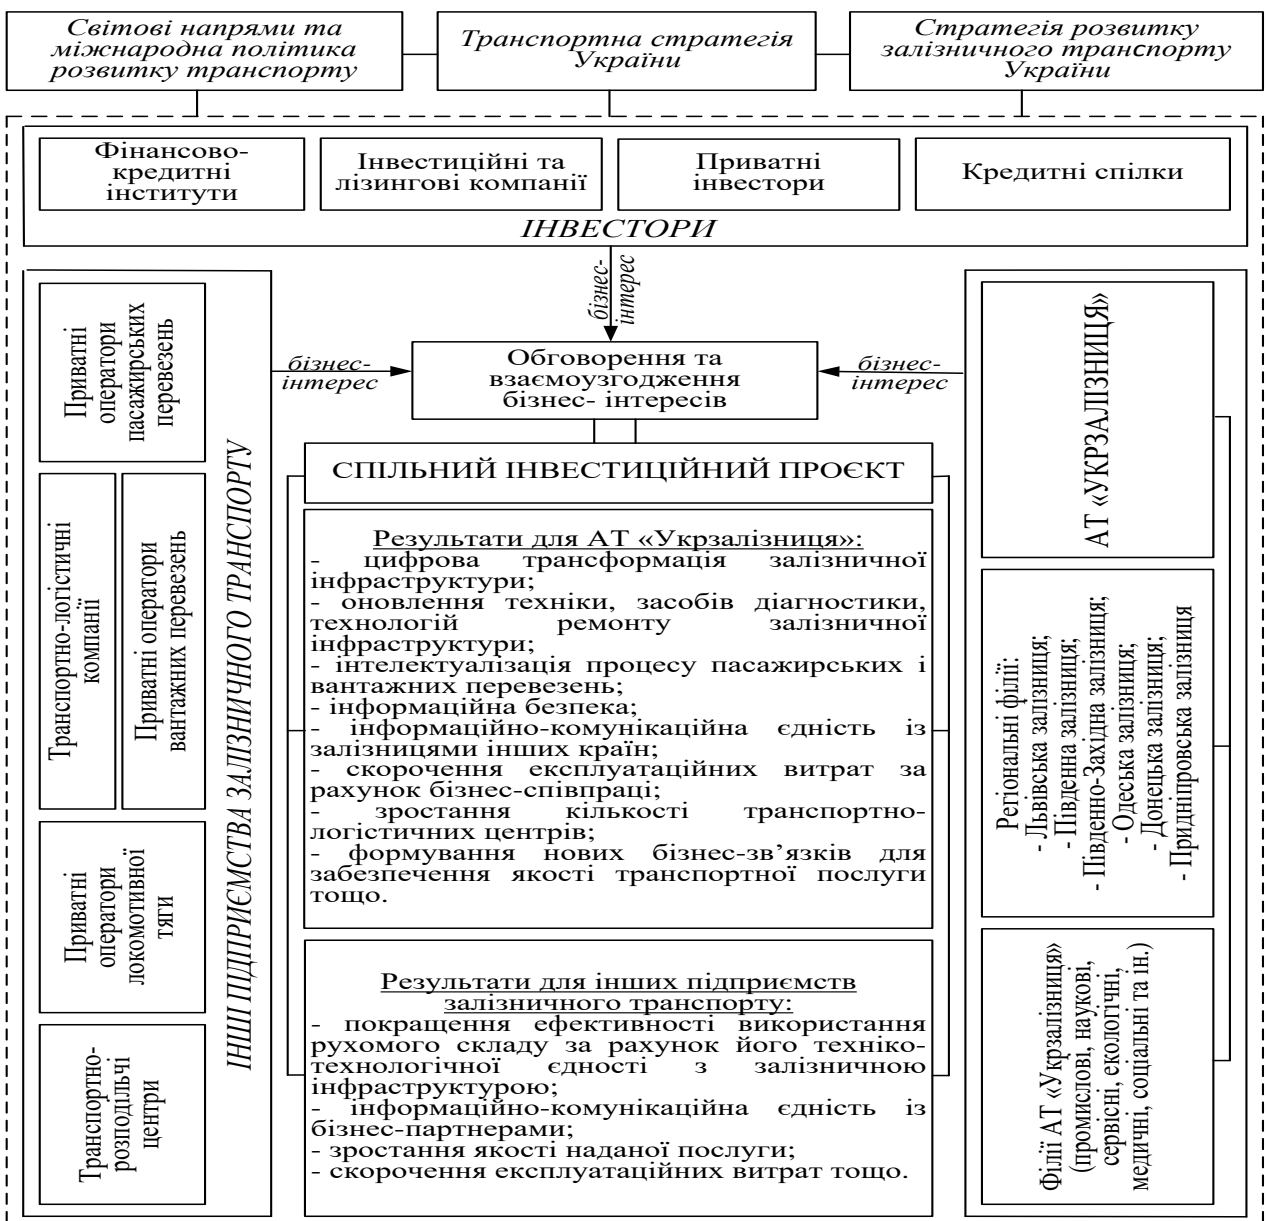 Світові напрями та
міжнародна політика
розвитку транспорту
Транспортна стратегія
України
Стратегія розвитку
залізничного транспорту
України
Фінансово-
кредитні
інститути
Інвестиційні та
лізингові компанії
Приватні
інвестори
Кредитні спілки
ІНВЕСТОРИ
бізнес-
інтерес
Приватні
оператори
пасажирських
перевезень
Транспортно-логістичні
компанії
Приватні оператори
вантажних перевезень
Приватні
оператори
локомотивної
тяги
Транспортно-
розподільчі
центри
ІНШІ ПІДПРИЄМСТВА ЗАЛІЗНИЧНОГО ТРАНСПОРТУ
бізнес-
інтерес
Обговорення та
взаємоузгодження
бізнес- інтересів
бізнес-
інтерес
СПІЛЬНИЙ ІНВЕСТИЦІЙНИЙ ПРОЄКТ
Результати для АТ «Укрзалізниця»:
- цифрова трансформація залізничної
інфраструктури;
- оновлення техніки, засобів діагностики,
технологій ремонту залізничної
інфраструктури;
- інтелектуалізація процесу пасажирських і
вантажних перевезень;
- інформаційна безпека;
- інформаційно-комунікаційна єдність із
залізницями інших країн;
- скорочення експлуатаційних витрат за
рахунок бізнес-співпраці;
- зростання кількості транспортно-
логістичних центрів;
- формування нових бізнес-зв’язків для
забезпечення якості транспортної послуги
тощо.
Результати для інших підприємств
залізничного транспорту:
- покращення ефективності використання
рухомого складу за рахунок його техніко-
технологічної єдності з залізничною
інфраструктурою;
- інформаційно-комунікаційна єдність із
бізнес-партнерами;
- зростання якості наданої послуги;
- скорочення експлуатаційних витрат тощо.
АТ «УКРЗАЛІЗНИЦЯ»
Регіональні філії:
- Львівська залізниця;
- Південна залізниця;
- Південно-Західна залізниця;
- Одеська залізниця;
- Донецька залізниця;
- Придніпровська залізниця
Філії АТ «Укрзалізниця»
(промислові, наукові,
сервісні, екологічні,
медичні, соціальні та ін.)